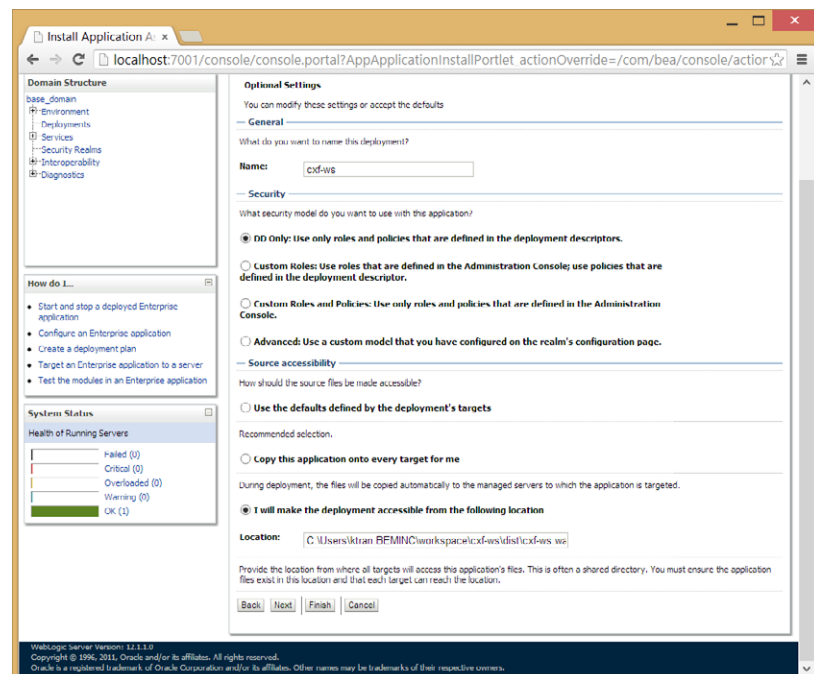 Install Application A
localhost:7001/console/console.portal?AppApplicationInstallPortlet_actionOverride=/com/bea/console/action
Domain Structure
base_domain
Environment
Deployments
Services
Security Realms
Interoperability
Diagnostics
How do I...
Start and stop a deployed Enterprise
application
Configure an Enterprise application
Create a deployment plan
Target an Enterprise application to a server
Test the modules in an Enterprise application
System Status
Health of Running Servers
Failed (0)
Critical (0)
Overloaded (0)
Warning (0)
OK (1)
Optional Settings
You can modify these settings or accept the defaults
General
What do you want to name this deployment?
Name: cxf-ws
Security
What security model do you want to use with this application?
DD Only: Use only roles and policies that are defined in the deployment descriptors.
Custom Roles: Use roles that are defined in the Administration Console; use policies that are
defined in the deployment descriptor.
Custom Roles and Policies: Use only roles and policies that are defined in the Administration
Console.
Advanced: Use a custom model that you have configured on the realm's configuration page.
Source accessibility
How should the source files be made accessible?
Use the defaults defined by the deployment's targets
Recommended selection.
Copy this application onto every target for me
During deployment, the files will be copied automatically to the managed servers to which the application is targeted.
I will make the deployment accessible from the following location
Location: C:\Users\ktran.BEMINC\workspace\cxf-ws\dist\cxf-ws.wa
Provide the location from where all targets will access this application's files. This is often a shared directory. You must ensure the application
files exist in this location and that each target can reach the location.
Back Next Finish Cancel
WebLogic Server Version: 12.1.1.0
Copyright © 1996, 2011, Oracle and/or its affiliates. All rights reserved.
Oracle is a registered trademark of Oracle Corporation and/or its affiliates. Other names may be trademarks of their respective owners.